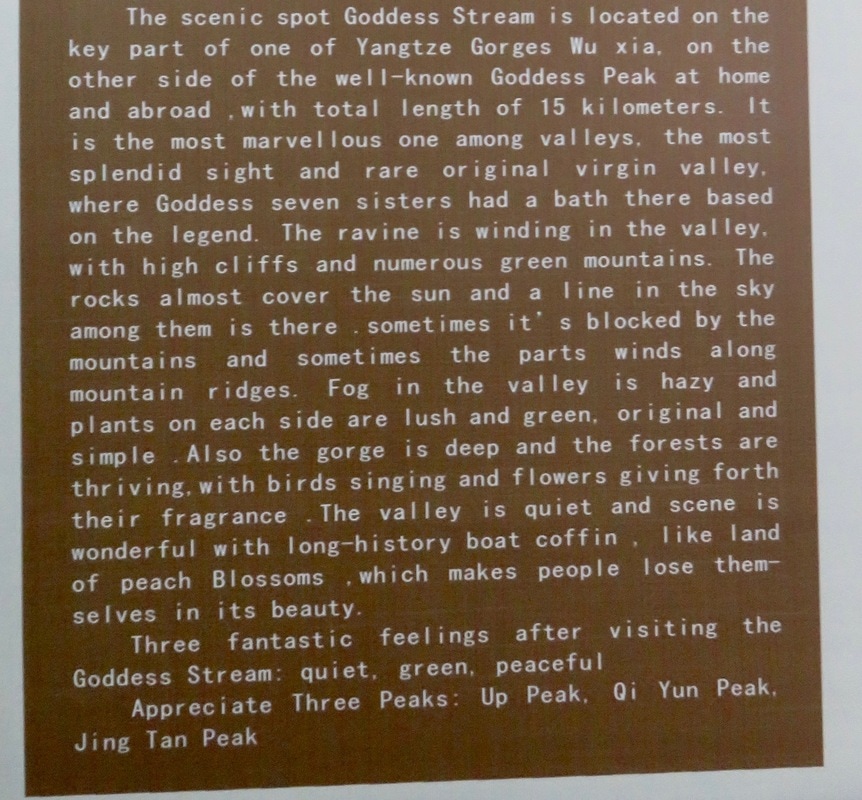 The scenic spot Goddess Stream is located on the
key part of one of Yangtze Gorges Wu xia, on the
other side of the well-known Goddess Peak at home
and abroad ,with total length of 15 kilometers. It
is the most marvellous one among valleys, the most
splendid sight and rare original virgin valley,
where Goddess seven sisters had a bath there based
on the legend. The ravine is winding in the valley,
with high cliffs and numerous green mountains. The
rocks almost cover the sun and a line in the sky
among them is there .sometimes it's blocked by the
mountains and sometimes the parts winds along
mountain ridges. Fog in the valley is hazy and
plants on each side are lush and green, original and
simple .Also the gorge is deep and the forests are
thriving,with birds singing and flowers giving forth
their fragrance .The valley is quiet and scene is
wonderful with long-history boat coffin , like land
of peach Blossoms ,which makes people lose them-
selves in its beauty.
Three fantastic feelings after visiting the
Goddess Stream: quiet, green, peaceful
Appreciate Three Peaks: Up Peak, Qi Yun Peak,
Jing Tan Peak